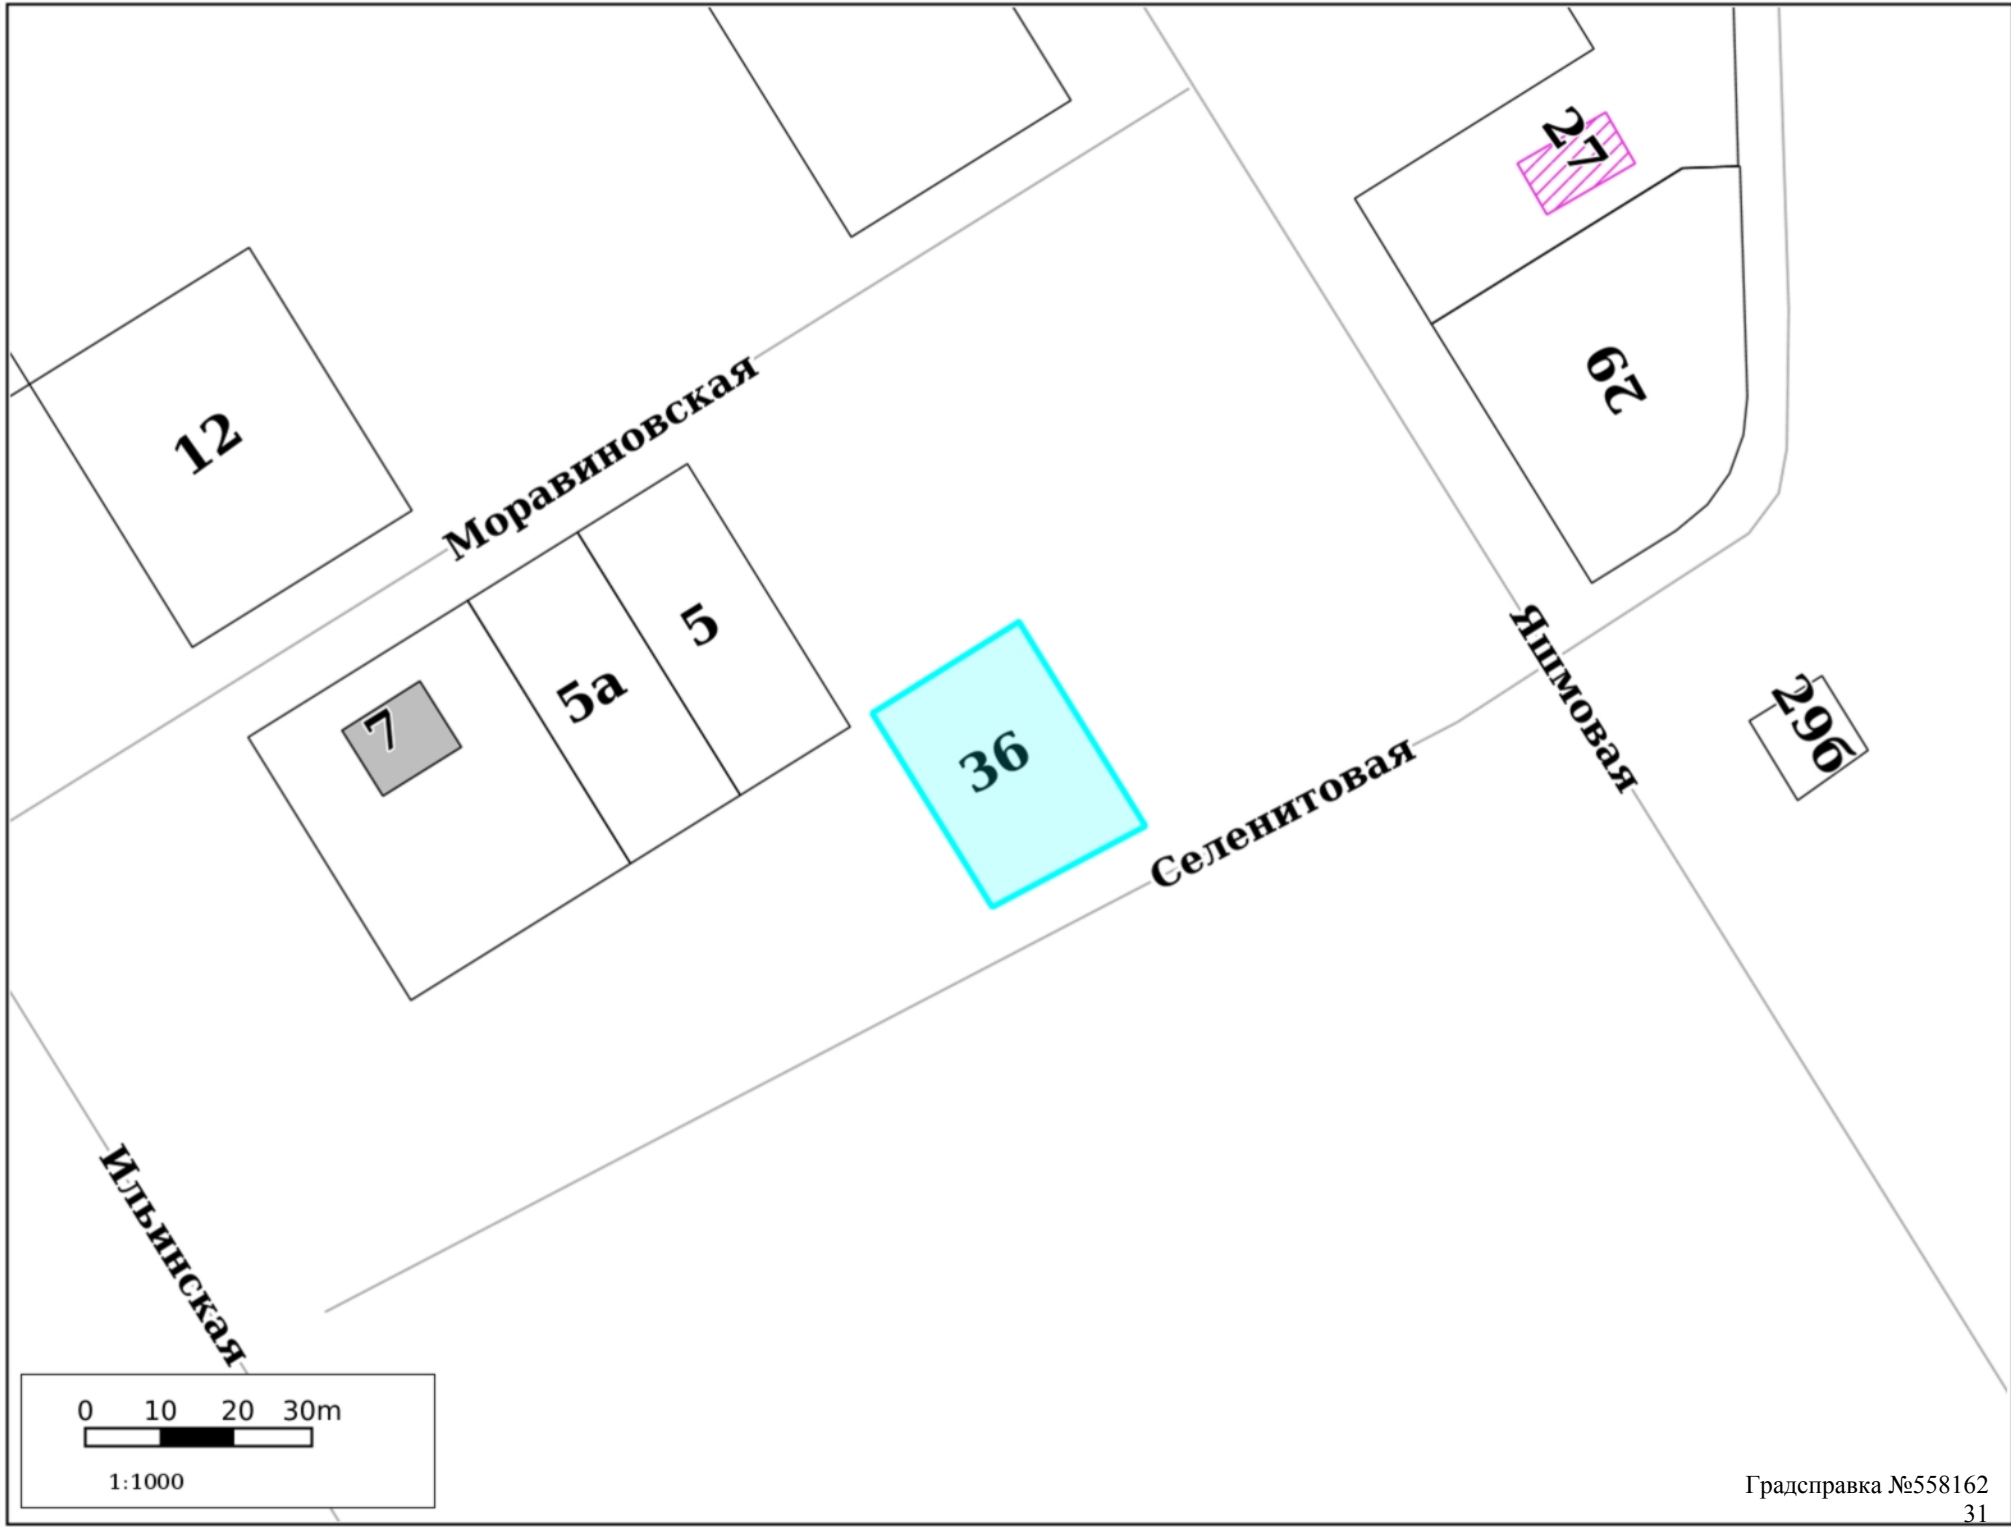 27
29
12
Моравиновская
5
5а
7
36
Яшмовая
29б
Селенитовая
Ильинская
0 10 20 30m
1:1000
Градсправка №558162
31